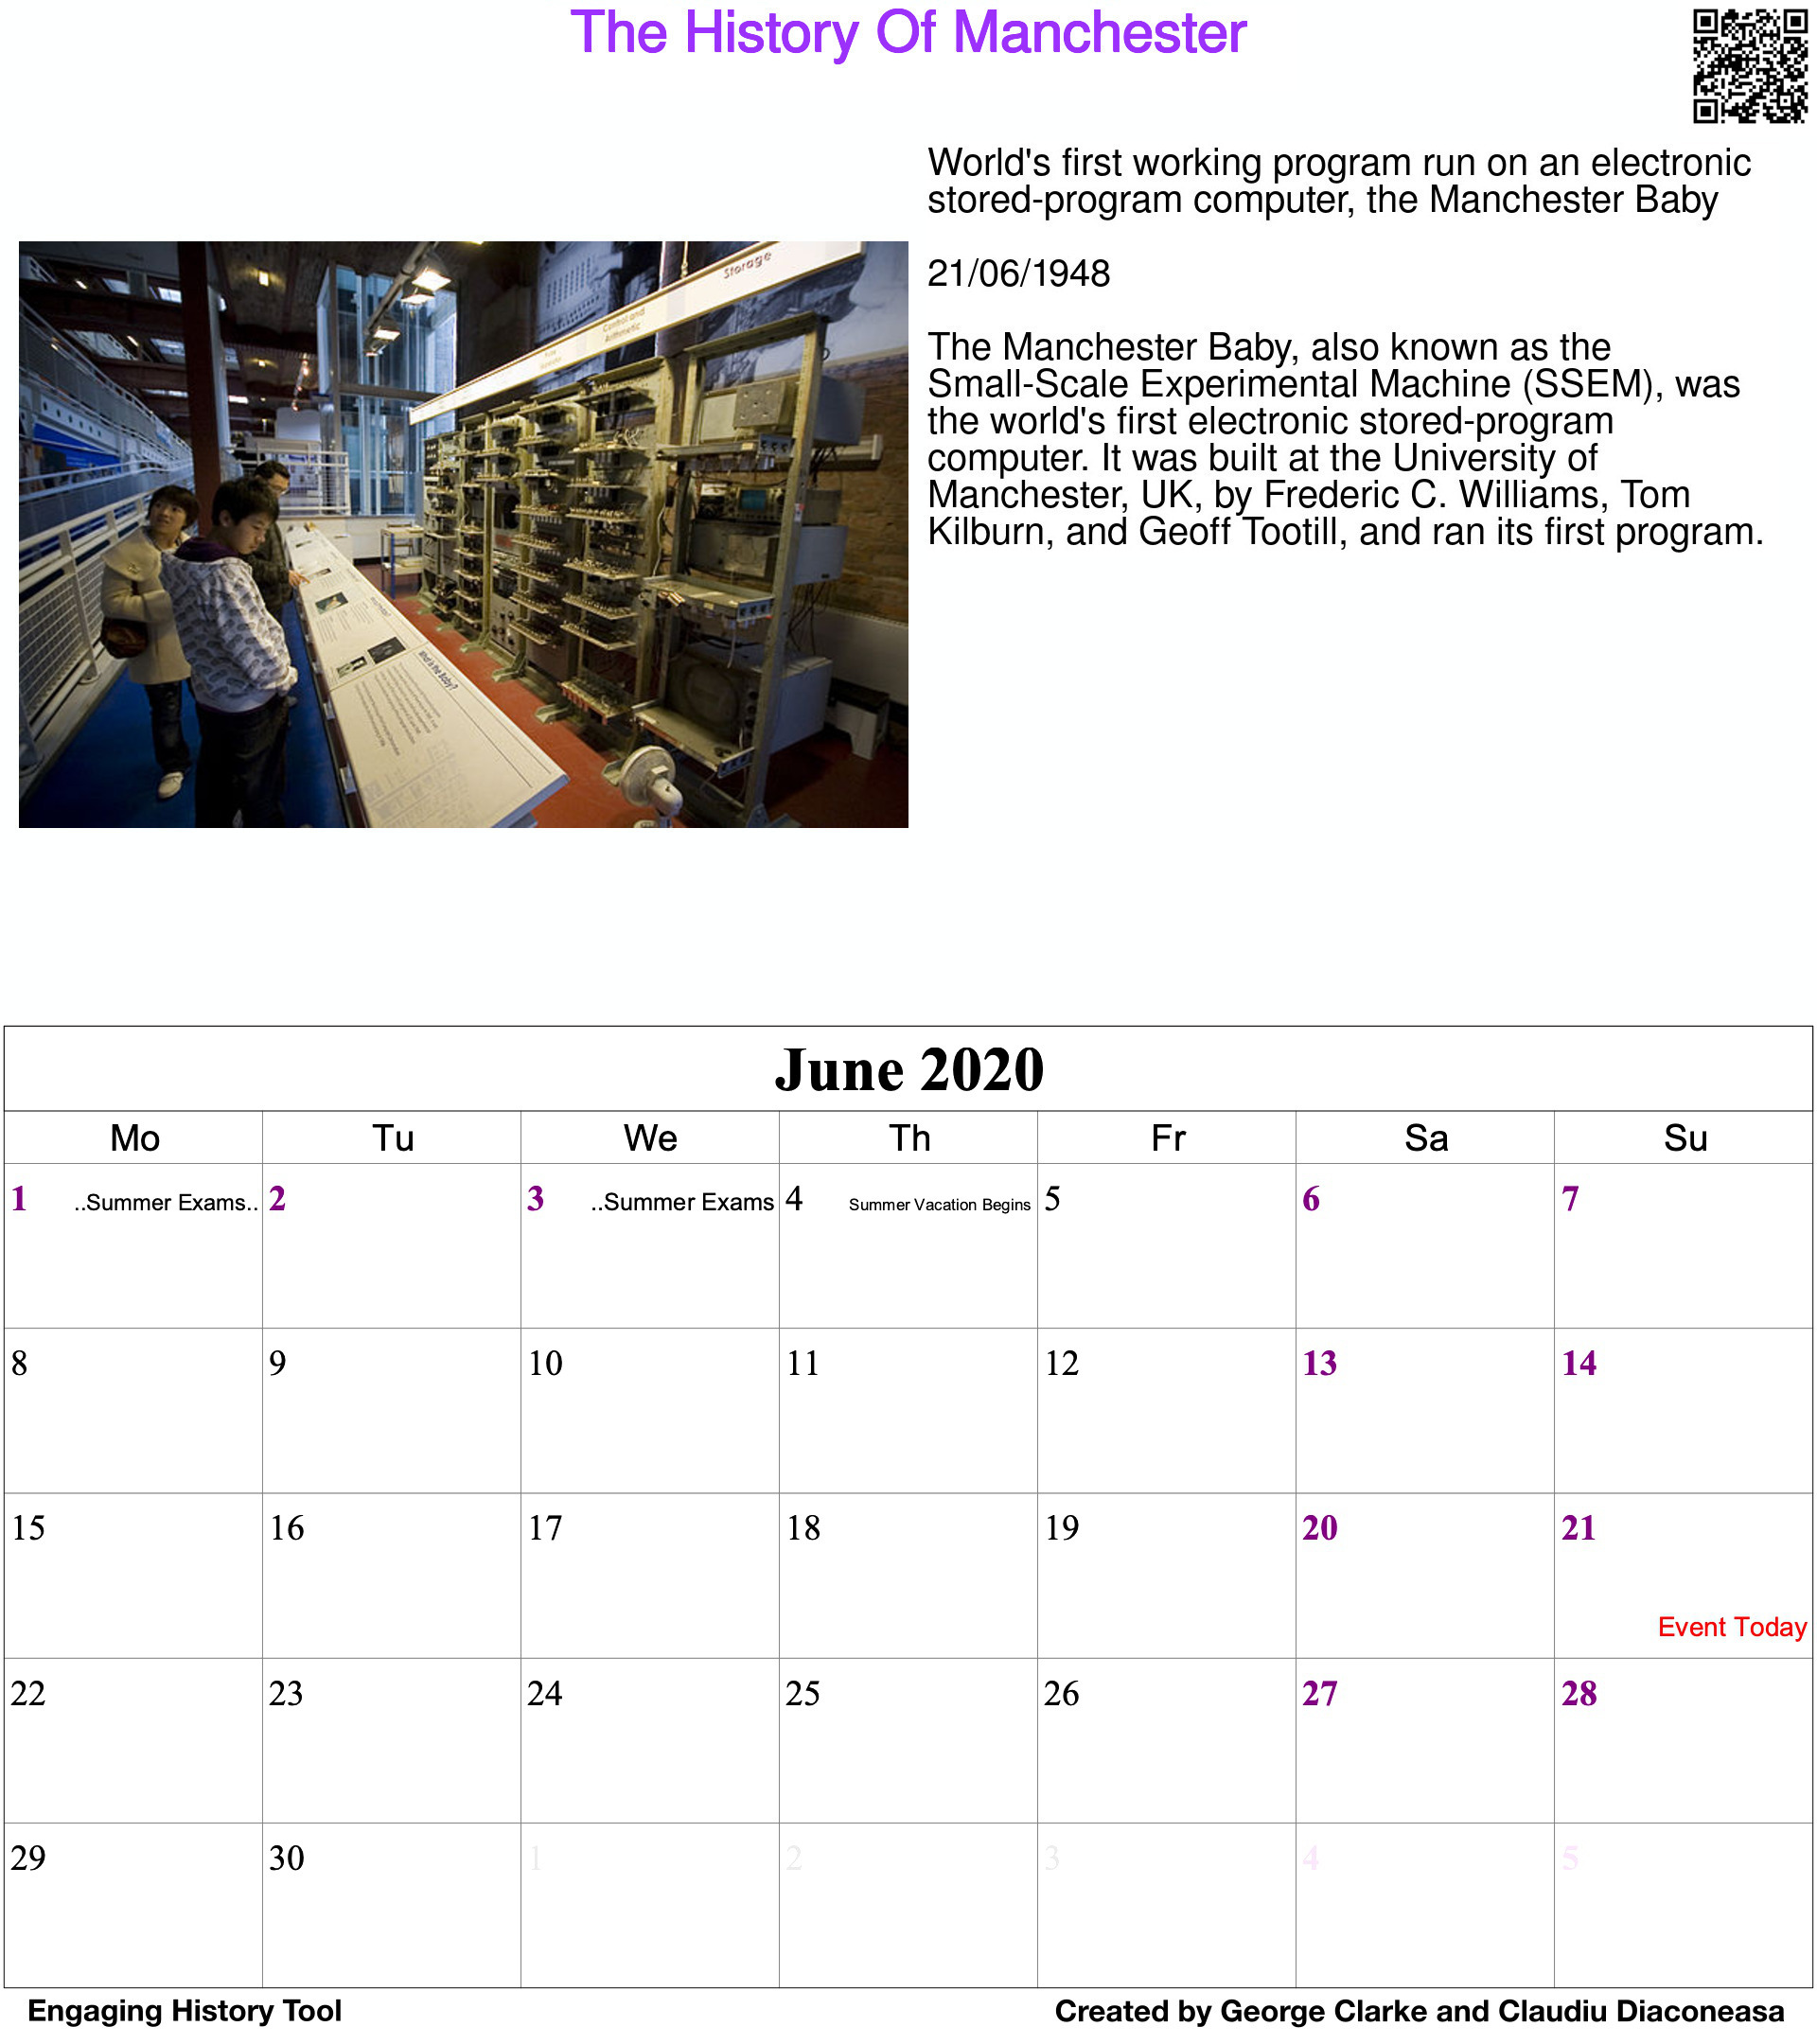 The History Of Manchester
World's first working program run on an electronic
stored-program computer, the Manchester Baby
21/06/1948
The Manchester Baby, also known as the
Small-Scale Experimental Machine (SSEM), was
the world's first electronic stored-program
computer. It was built at the University of
Manchester, UK, by Frederic C. Williams, Tom
Kilburn, and Geoff Tootill, and ran its first program.
Storage
Control and
Arithmetic
What is the Baby?
June 2020
Mo Tu We Th Fr Sa Su
1 ..Summer Exams.. 2 3 ..Summer Exams 4 Summer Vacation Begins 5 6 7
8 9 10 11 12 13 14
15 16 17 18 19 20 21
Event Today
22 23 24 25 26 27 28
29 30 1 2 3 4 5
Engaging History Tool Created by George Clarke and Claudiu Diaconeasa